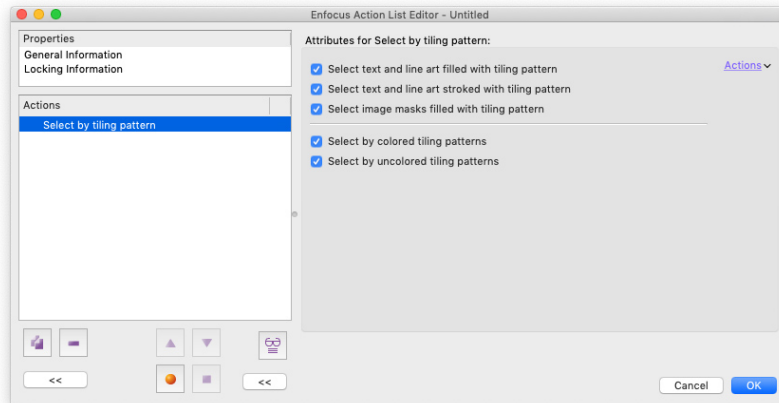 Enfocus Action List Editor - Untitled
Properties
General Information
Locking Information
Actions
Select by tiling pattern
<<
<<
Attributes for Select by tiling pattern:
Actions
Select text and line art filled with tiling pattern
Select text and line art stroked with tiling pattern
Select image masks filled with tiling pattern
Select by colored tiling patterns
Select by uncolored tiling patterns
Cancel
OK